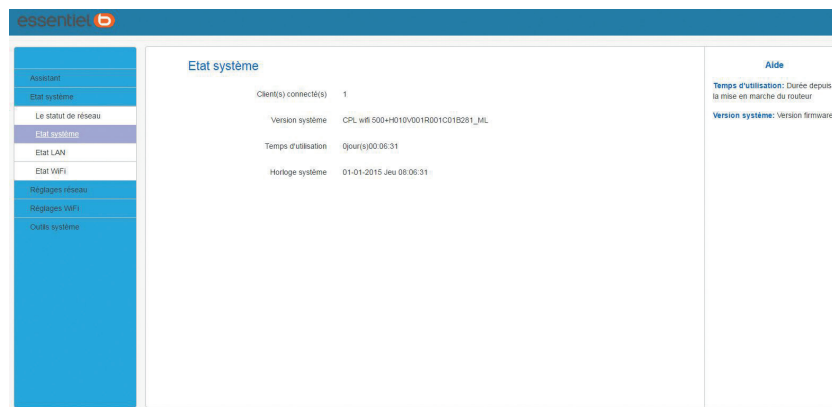 essentiel b
Assistant
Etat système
Le statut de réseau
Etat système
Etat LAN
Etat WiFi
Réglages réseau
Réglages WiFi
Outils système
Etat système
Client(s) connecté(s) 1
Version système CPL wifi 500+H010V001R001C01B281_ML
Temps d'utilisation 0jour(s)00:06:31
Horloge système 01-01-2015 Jeu 08:06:31
Aide
Temps d'utilisation: Durée depuis
la mise en marche du routeur
Version système: Version firmware